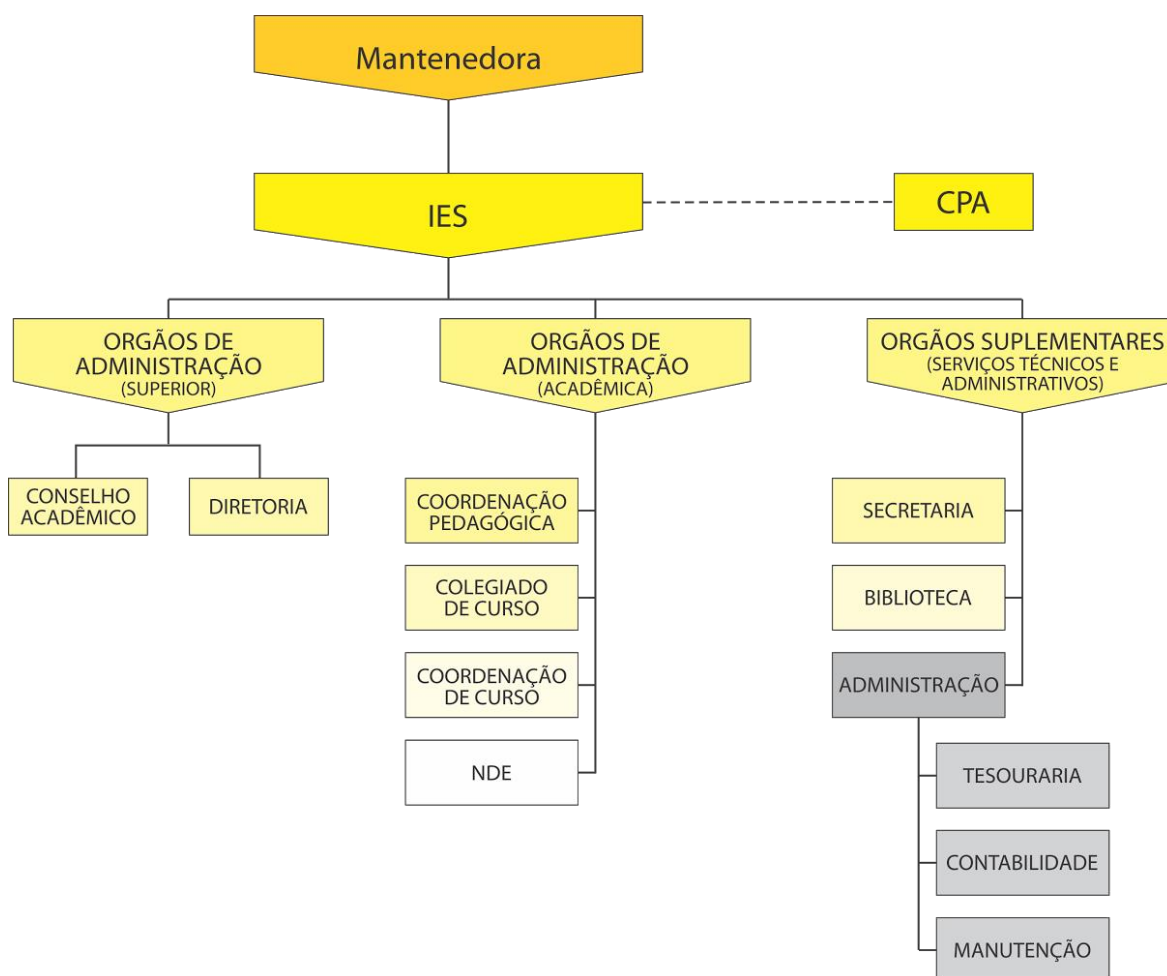 Mantenedora
IES
CPA
ORGÃOS DE
ADMINISTRAÇÃO
(SUPERIOR)
CONSELHO
ACADÊMICO
DIRETORIA
ORGÃOS DE
ADMINISTRAÇÃO
(ACADÊMICA)
COORDENAÇÃO
PEDAGÓGICA
COLEGIADO
DE CURSO
COORDENAÇÃO
DE CURSO
NDE
ORGÃOS SUPLEMENTARES
(SERVIÇOS TÉCNICOS E
ADMINISTRATIVOS)
SECRETARIA
BIBLIOTECA
ADMINISTRAÇÃO
TESOURARIA
CONTABILIDADE
MANUTENÇÃO